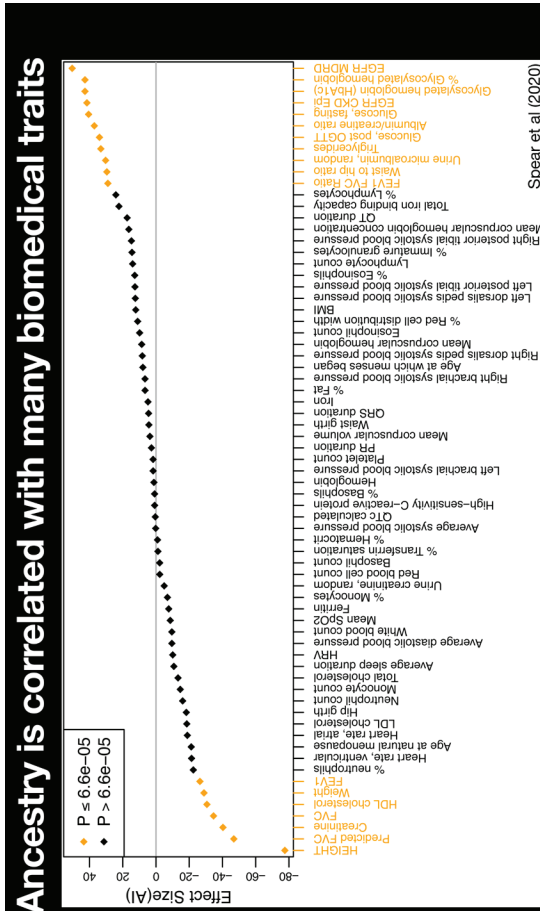 Ancestry is correlated with many biomedical traits
P ≤ 6.6e−05
P > 6.6e−05
Effect Size(AI)
40
20
0
−20
−40
−60
−80
HEIGHT
Predicted FVC
Creatinine
FVC
HDL cholesterol
Weight
FEV1
% neutrophils
Heart rate, ventricular
Age at natural menopause
Heart rate, atrial
LDL cholesterol
Hip girth
Neutrophil count
Monocyte count
Total cholesterol
Average sleep duration
HRV
Average diastolic blood pressure
White blood count
Mean SpO2
Ferritin
% Monocytes
Urine creatinine, random
Red blood cell count
Basophil count
% Transferrin saturation
% Hematocrit
Average systolic blood pressure
QTc calculated
High−sensitivity C−reactive protein
% Basophils
Hemoglobin
Left brachial systolic blood pressure
Platelet count
PR duration
Mean corpuscular volume
Waist girth
QRS duration
Iron
% Fat
Right brachial systolic blood pressure
Age at which menses began
Right dorsalis pedis systolic blood pressure
Mean corpuscular hemoglobin
Eosinophil count
% Red cell distribution width
BMI
Left dorsalis pedis systolic blood pressure
Left posterior tibial systolic blood pressure
% Eosinophils
Lymphocyte count
% Immature granulocytes
Right posterior tibial systolic blood pressure
Mean corpuscular hemoglobin concentration
QT duration
Total iron binding capacity
% Lymphocytes
FEV1 FVC Ratio
Waist to hip ratio
Urine microalbumin, random
Triglycerides
Glucose, post OGTT
Albumin/creatine ratio
Glucose, fasting
EGFR CKD Epi
Glycosylated hemoglobin (HbA1c)
% Glycosylated hemoglobin
EGFR MDRD
Spear et al (2020)